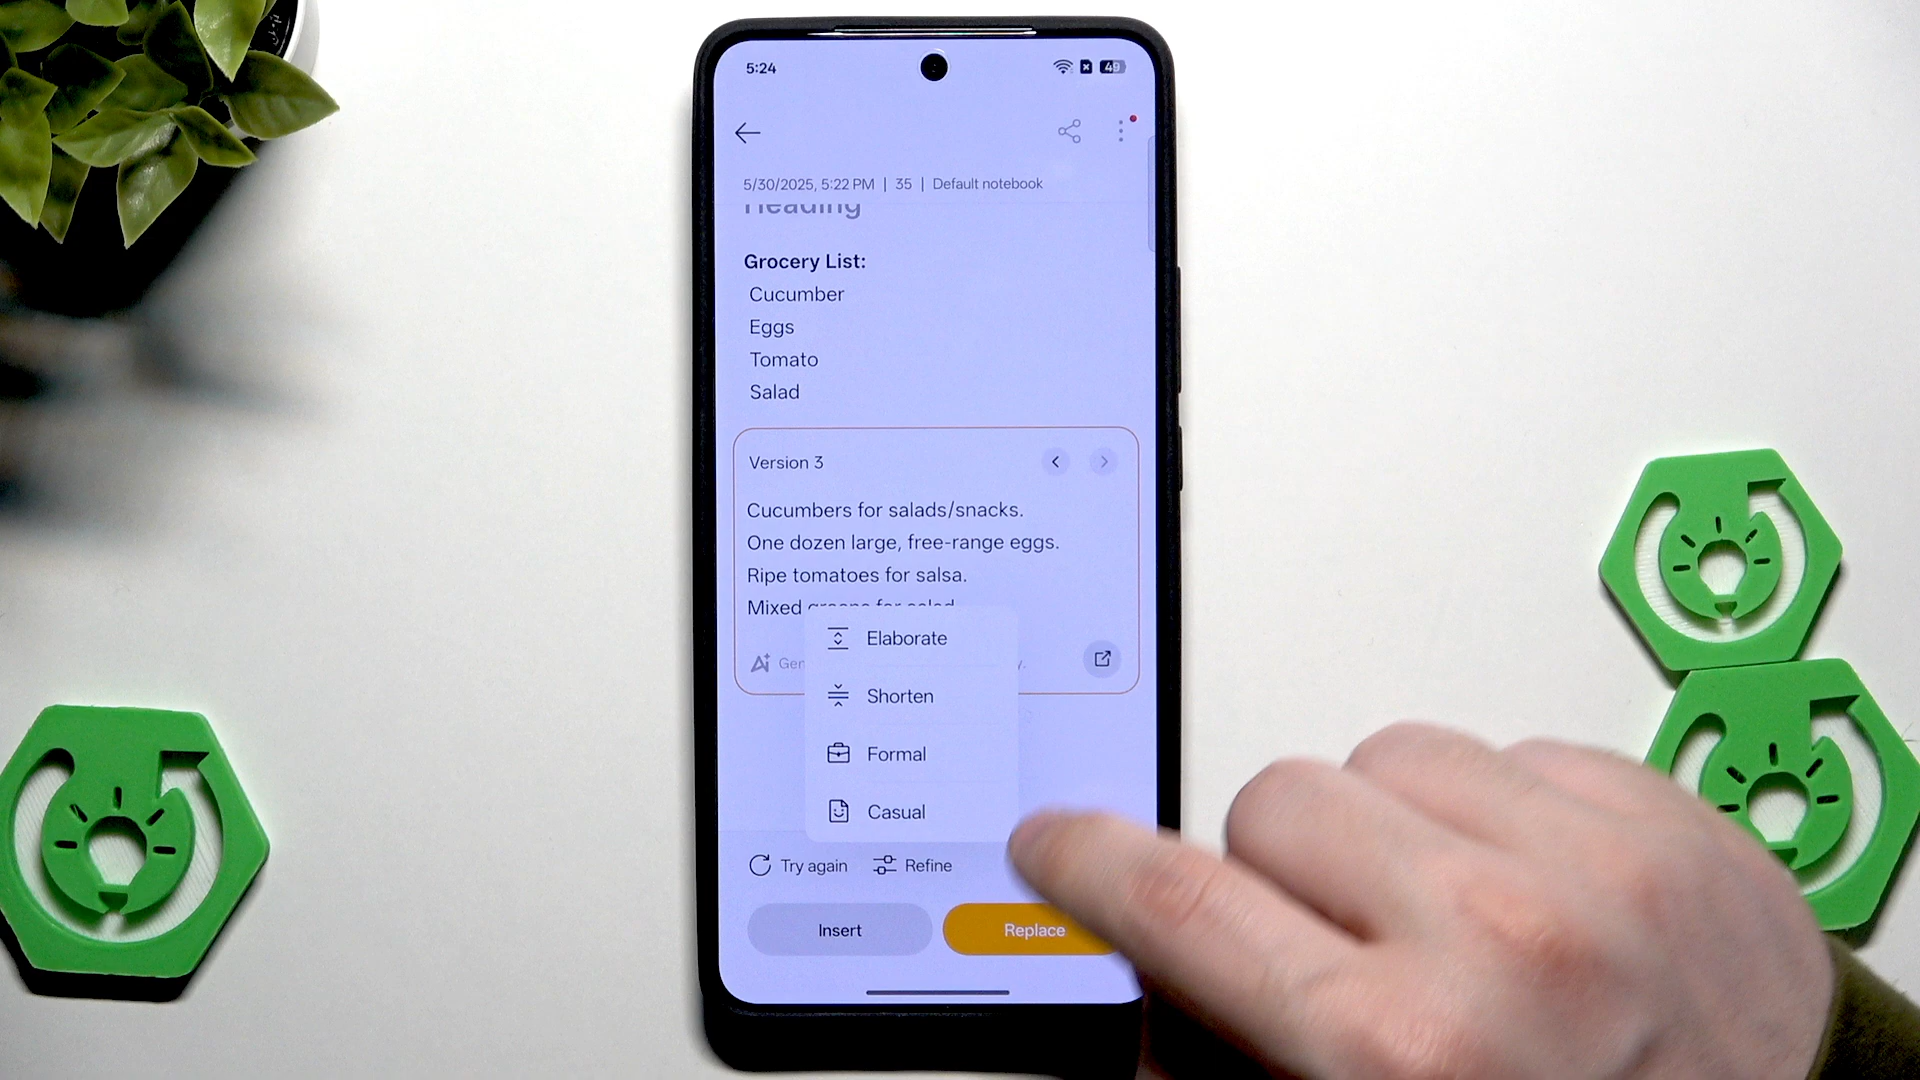 5:24
49
5/30/2025, 5:22 PM | 35 | Default notebook
Heading
Grocery List:
Cucumber
Eggs
Tomato
Salad
Version 3
Cucumbers for salads/snacks.
One dozen large, free-range eggs.
Ripe tomatoes for salsa.
Mixed greens for salad
Elaborate
Gen
y.
Shorten
Formal
Casual
Try again
Refine
Insert
Replace